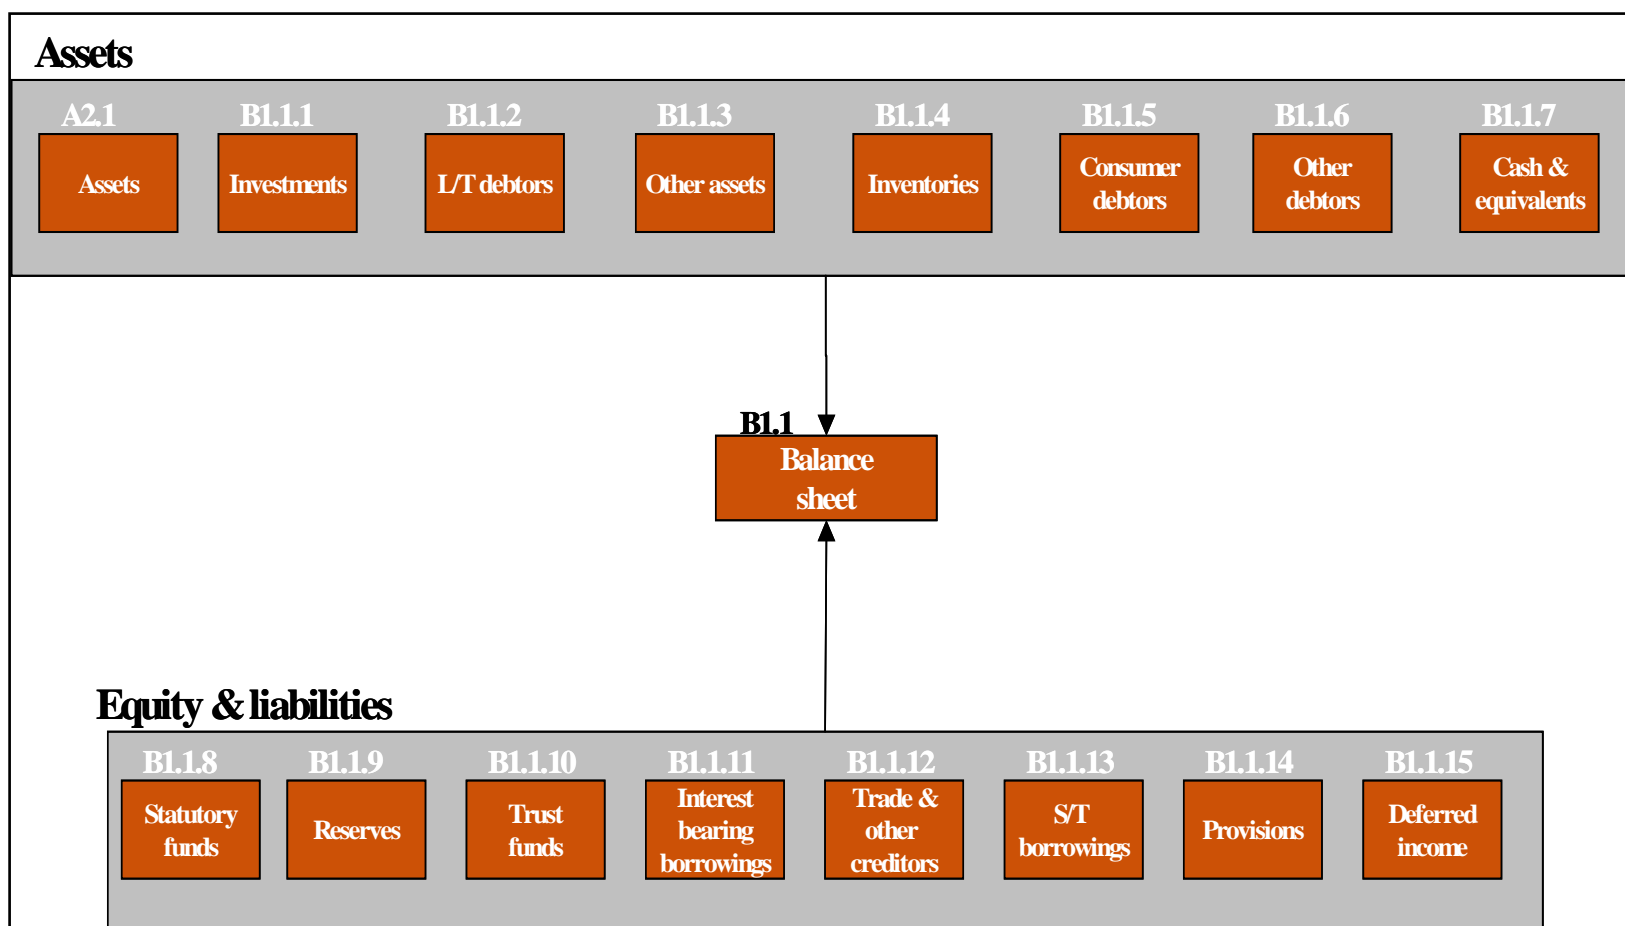 Assets
A2.1
Assets
B1.1.1
Investments
B1.1.2
L/T debtors
B1.1.3
Other assets
B1.1.4
Inventories
B1.1.5
Consumer
debtors
B1.1.6
Other
debtors
B1.1.7
Cash &
equivalents
B1.1
Balance
sheet
Equity & liabilities
B1.1.8
Statutory
funds
B1.1.9
Reserves
B1.1.10
Trust
funds
B1.1.11
Interest
bearing
borrowings
B1.1.12
Trade &
other
creditors
B1.1.13
S/T
borrowings
B1.1.14
Provisions
B1.1.15
Deferred
income